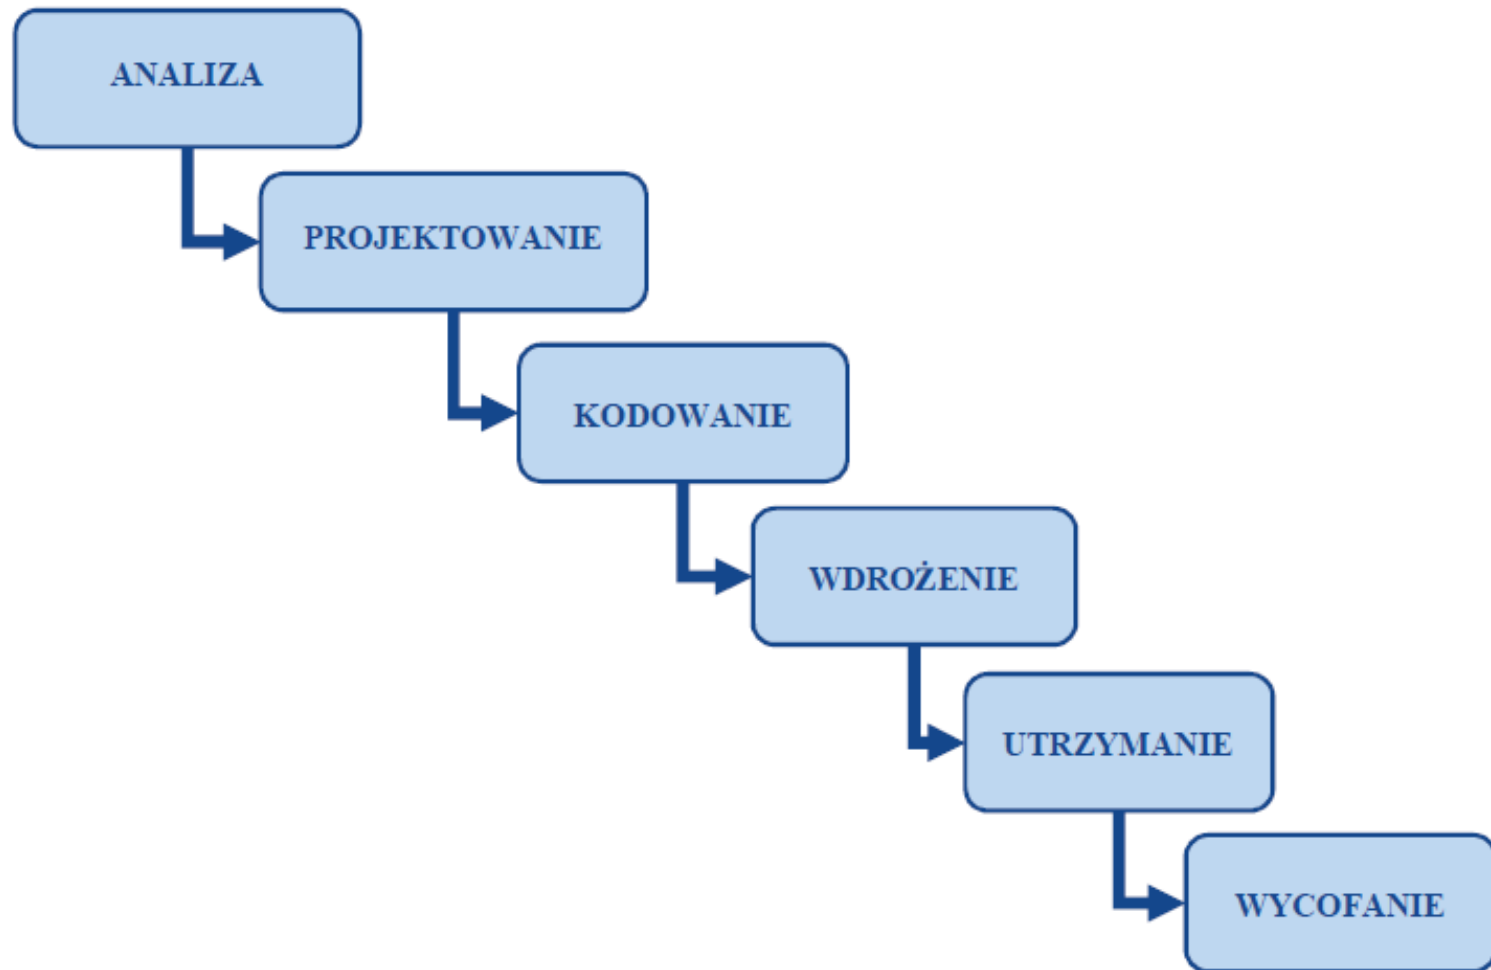 ANALIZA
PROJEKTOWANIE
KODOWANIE
WDROŻENIE
UTRZYMANIE
WYCOFANIE